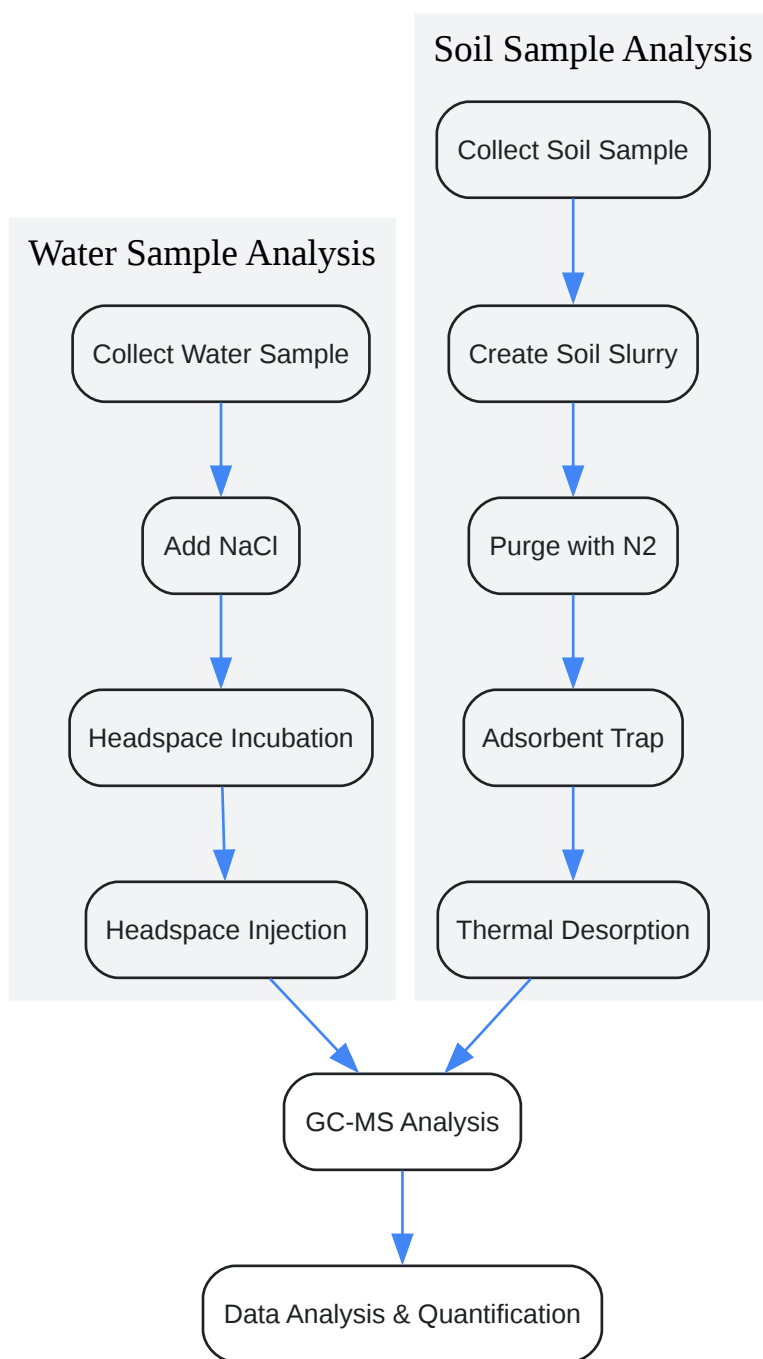 Soil Sample Analysis
Collect Soil Sample
Water Sample Analysis
Collect Water Sample
Create Soil Slurry
Add NaCl
Purge with N2
Headspace Incubation
Adsorbent Trap
Headspace Injection
Thermal Desorption
GC-MS Analysis
Data Analysis & Quantification